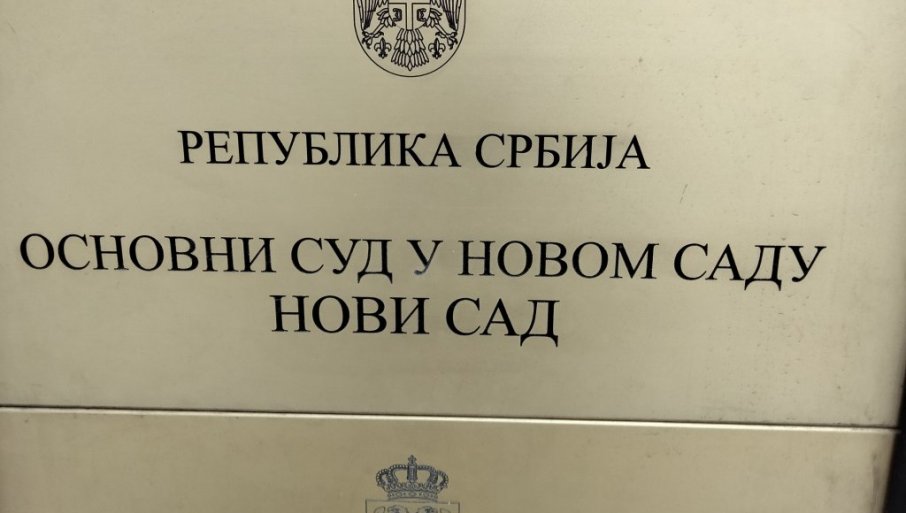 РЕПУБЛИКА СРБИЈА
ОСНОВНИ СУД У НОВОМ САДУ
НОВИ САД